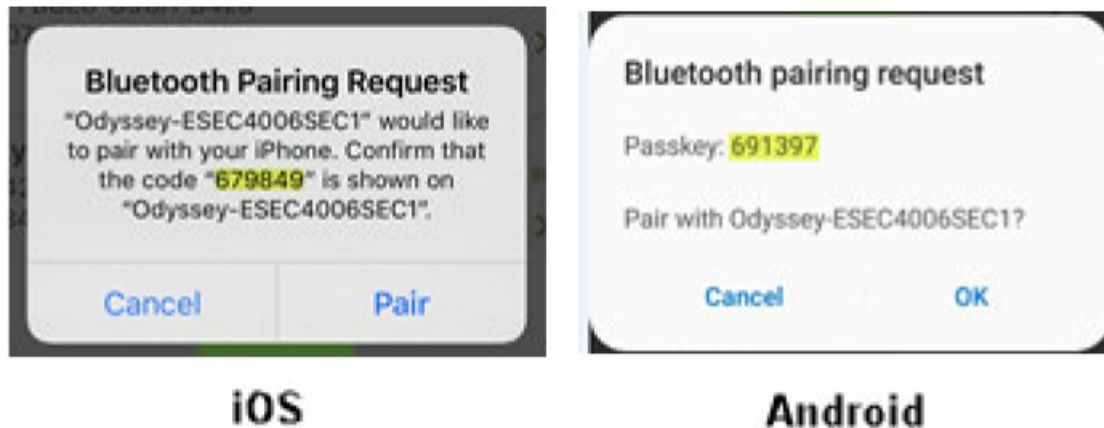 Bluetooth Pairing Request
"Odyssey-ESEC4006SEC1" would like
to pair with your iPhone. Confirm that
the code "679849" is shown on
"Odyssey-ESEC4006SEC1".
Cancel
Pair
iOS
Bluetooth pairing request
Passkey: 691397
Pair with Odyssey-ESEC4006SEC1?
Cancel
OK
Android